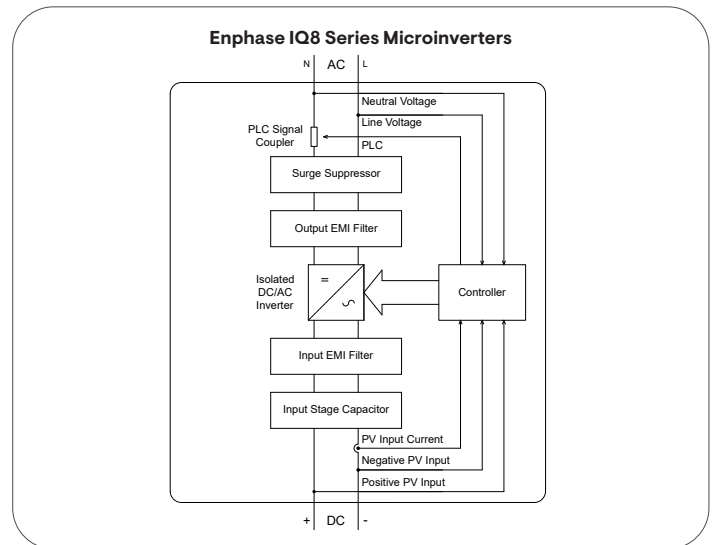 Enphase IQ8 Series Microinverters
N AC L
Neutral Voltage
Line Voltage
PLC Signal
Coupler
PLC
Surge Suppressor
Output EMI Filter
Isolated
DC/AC
Inverter
Controller
Input EMI Filter
Input Stage Capacitor
PV Input Current
Negative PV Input
Positive PV Input
+ DC -